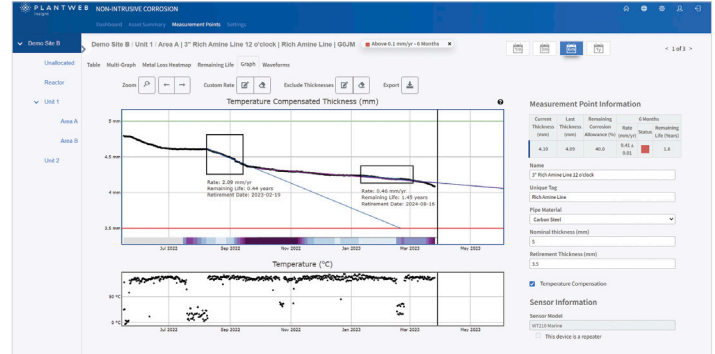 PLANTWEB
insight
NON-INTRUSIVE CORROSION
Dashboard Asset Summary Measurement Points Settings
Demo Site B
Unallocated
Reactor
Unit 1
Area A
Area B
Unit 2
Demo Site B / Unit 1 / Area A | 3" Rich Amine Line 12 o'clock | Rich Amine Line | G0JM
Above 0.1 mm/yr - 6 Months ×
< 1 of 3 >
Table Multi-Graph Metal Loss Heatmap Remaining Life Graph Waveforms
Zoom Custom Rate Exclude Thicknesses Export
Temperature Compensated Thickness (mm)
5 mm
4.5 mm
4 mm
3.5 mm
Rate: 2.09 mm/yr
Remaining Life: 0.44 years
Retirement Date: 2023-02-19
Rate: 0.46 mm/yr
Remaining Life: 1.45 years
Retirement Date: 2024-08-16
Jul 2022 Sep 2022 Nov 2022 Jan 2023 Mar 2023 May 2023
Temperature (°C)
50 °C
0 °C
Jul 2022 Sep 2022 Nov 2022 Jan 2023 Mar 2023 May 2023
Measurement Point Information
Current Thickness (mm)
Last Thickness (mm)
Remaining Corrosion Allowance (%)
6 Months
Rate (mm/yr)
Status
Remaining Life (Years)
4.10 4.09 40.0 0.41 ± 0.01 1.6
Name
3" Rich Amine Line 12 o'clock
Unique Tag
Rich Amine Line
Pipe Material
Carbon Steel
Nominal thickness (mm)
5
Retirement Thickness (mm)
3.5
Temperature Compensation
Sensor Information
Sensor Model
WT210 Marine
This device is a repeater